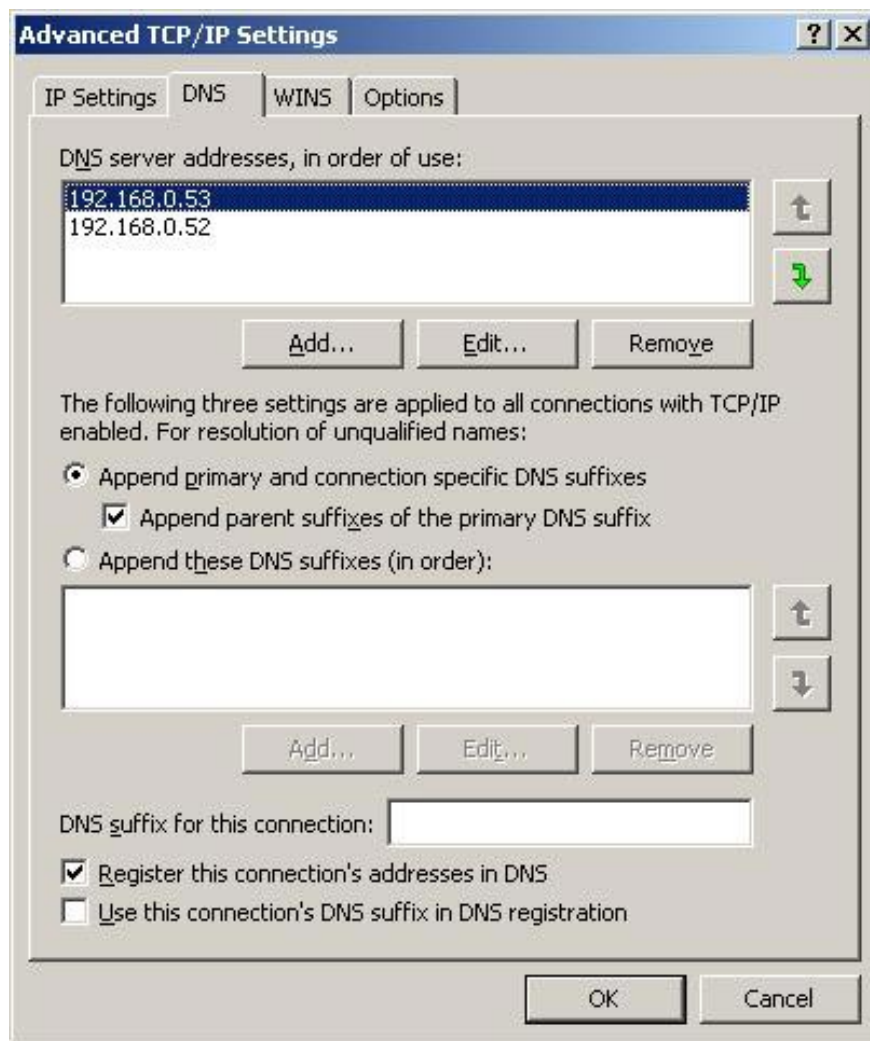 Advanced TCP/IP Settings
IP Settings DNS WINS Options
DNS server addresses, in order of use:
192.168.0.53
192.168.0.52
Add... Edit... Remove
The following three settings are applied to all connections with TCP/IP
enabled. For resolution of unqualified names:
Append primary and connection specific DNS suffixes
Append parent suffixes of the primary DNS suffix
Append these DNS suffixes (in order):
Add... Edit... Remove
DNS suffix for this connection:
Register this connection's addresses in DNS
Use this connection's DNS suffix in DNS registration
OK Cancel